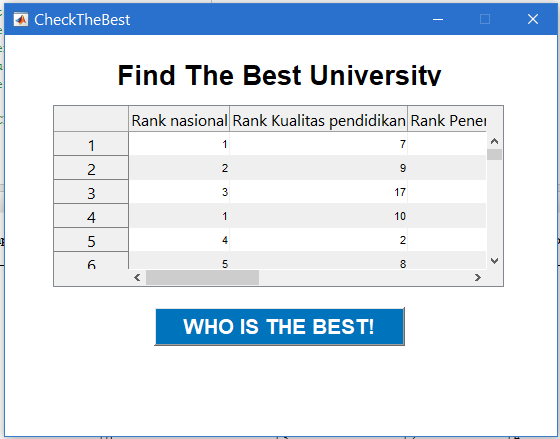 CheckTheBest
Find The Best University
Rank nasional Rank Kualitas pendidikan Rank Pener
1 1 7
2 2 9
3 3 17
4 1 10
5 4 2
6 5 8
WHO IS THE BEST!